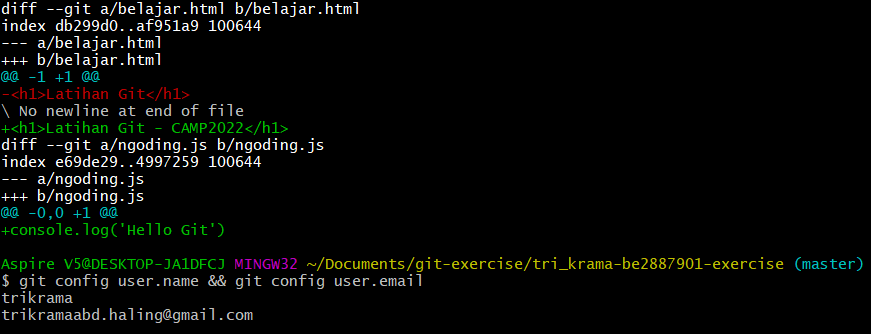 diff --git a/belajar.html b/belajar.html
index db299d0..af951a9 100644
--- a/belajar.html
+++ b/belajar.html
@@ -1 +1 @@
-<h1>Latihan Git</h1>
\ No newline at end of file
+<h1>Latihan Git - CAMP2022</h1>
diff --git a/ngoding.js b/ngoding.js
index e69de29..4997259 100644
--- a/ngoding.js
+++ b/ngoding.js
@@ -0,0 +1 @@
+console.log('Hello Git')
Aspire V5@DESKTOP-JA1DFCJ MINGW32 ~/Documents/git-exercise/tri_krama-be2887901-exercise (master)
$ git config user.name && git config user.email
trikrama
trikramaabd.haling@gmail.com